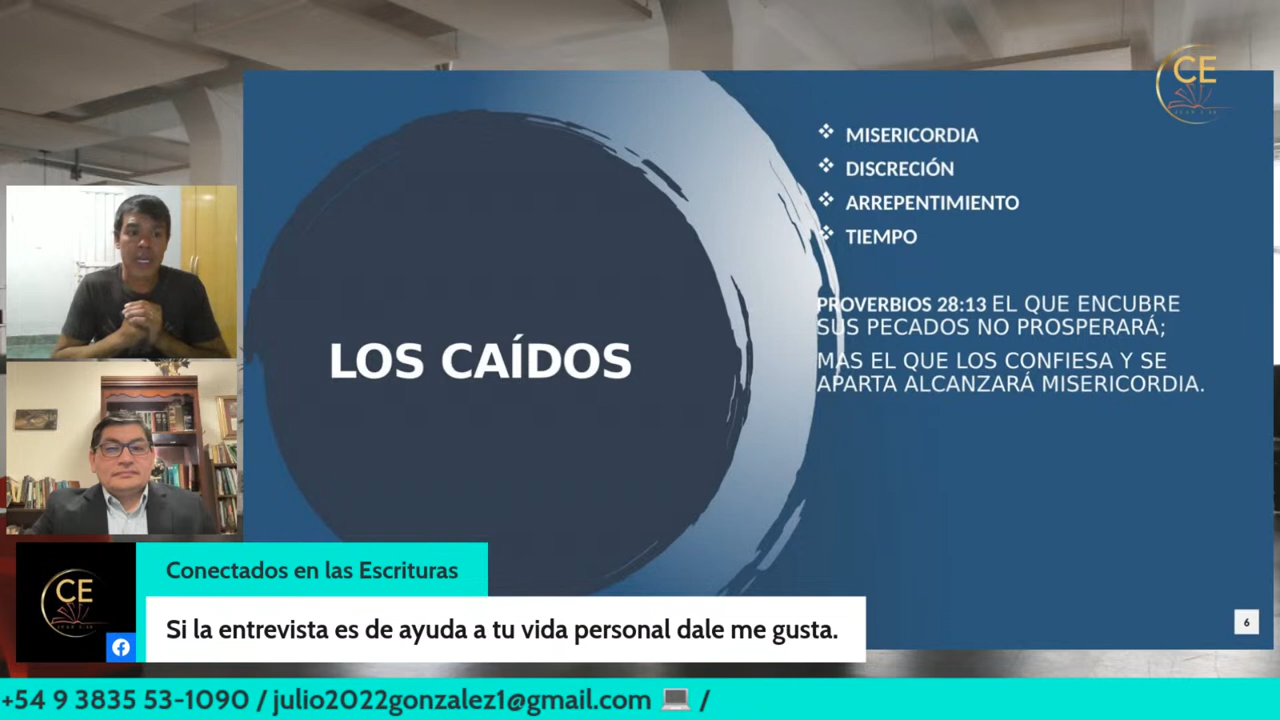 CE
MISERICORDIA
DISCRECIÓN
ARREPENTIMIENTO
TIEMPO
PROVERBIOS 28:13 EL QUE ENCUBRE
SUS PECADOS NO PROSPERARÁ;
MAS EL QUE LOS CONFIESA Y SE
APARTA ALCANZARÁ MISERICORDIA.
LOS CAÍDOS
6
CE
Conectados en las Escrituras
Si la entrevista es de ayuda a tu vida personal dale me gusta.
+54 9 3835 53-1090 / julio2022gonzalez1@gmail.com 💻 /